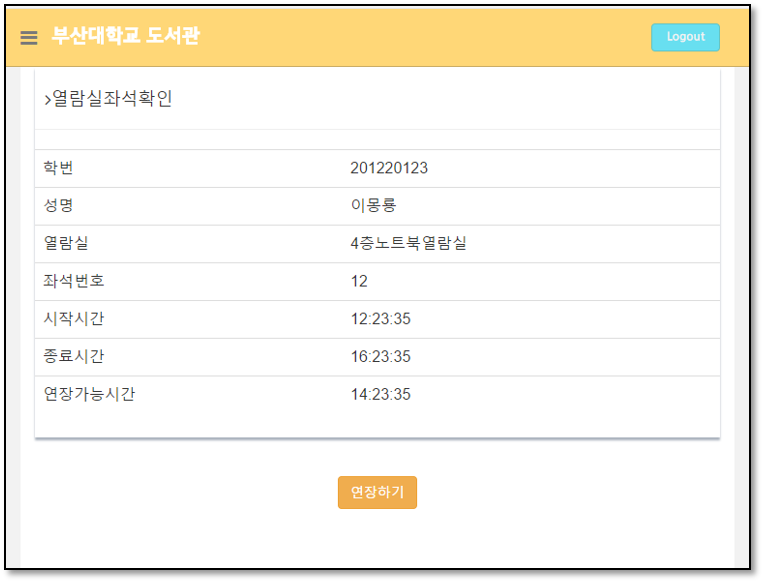 부산대학교 도서관 Logout
>열람실좌석확인
학번 201220123
성명 이몽룡
열람실 4층노트북열람실
좌석번호 12
시작시간 12:23:35
종료시간 16:23:35
연장가능시간 14:23:35
연장하기